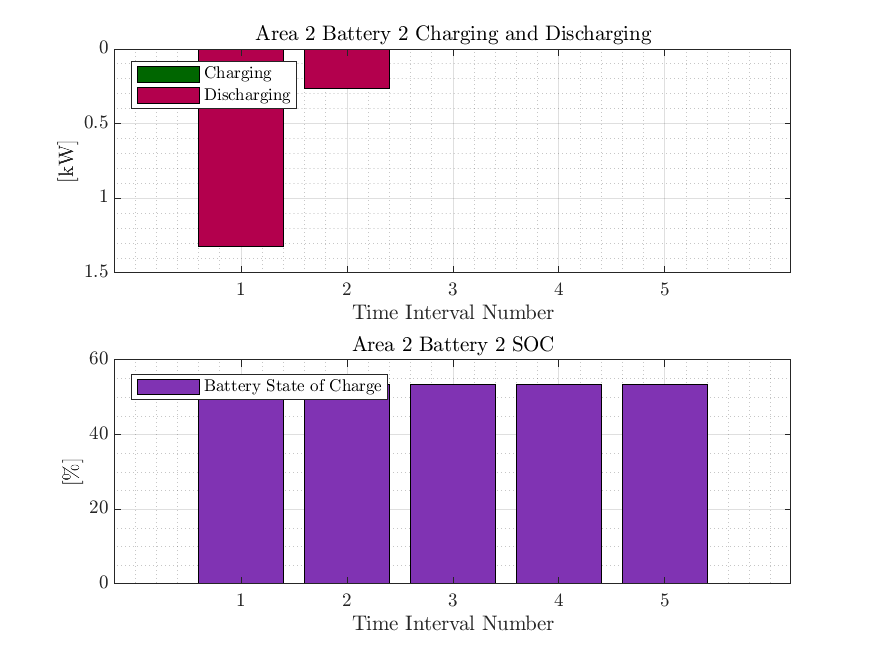 Area 2 Battery 2 Charging and Discharging
0
0.5
1
1.5
[kW]
Charging
Discharging
1 2 3 4 5
Time Interval Number
Area 2 Battery 2 SOC
60
40
20
0
[%]
Battery State of Charge
1 2 3 4 5
Time Interval Number